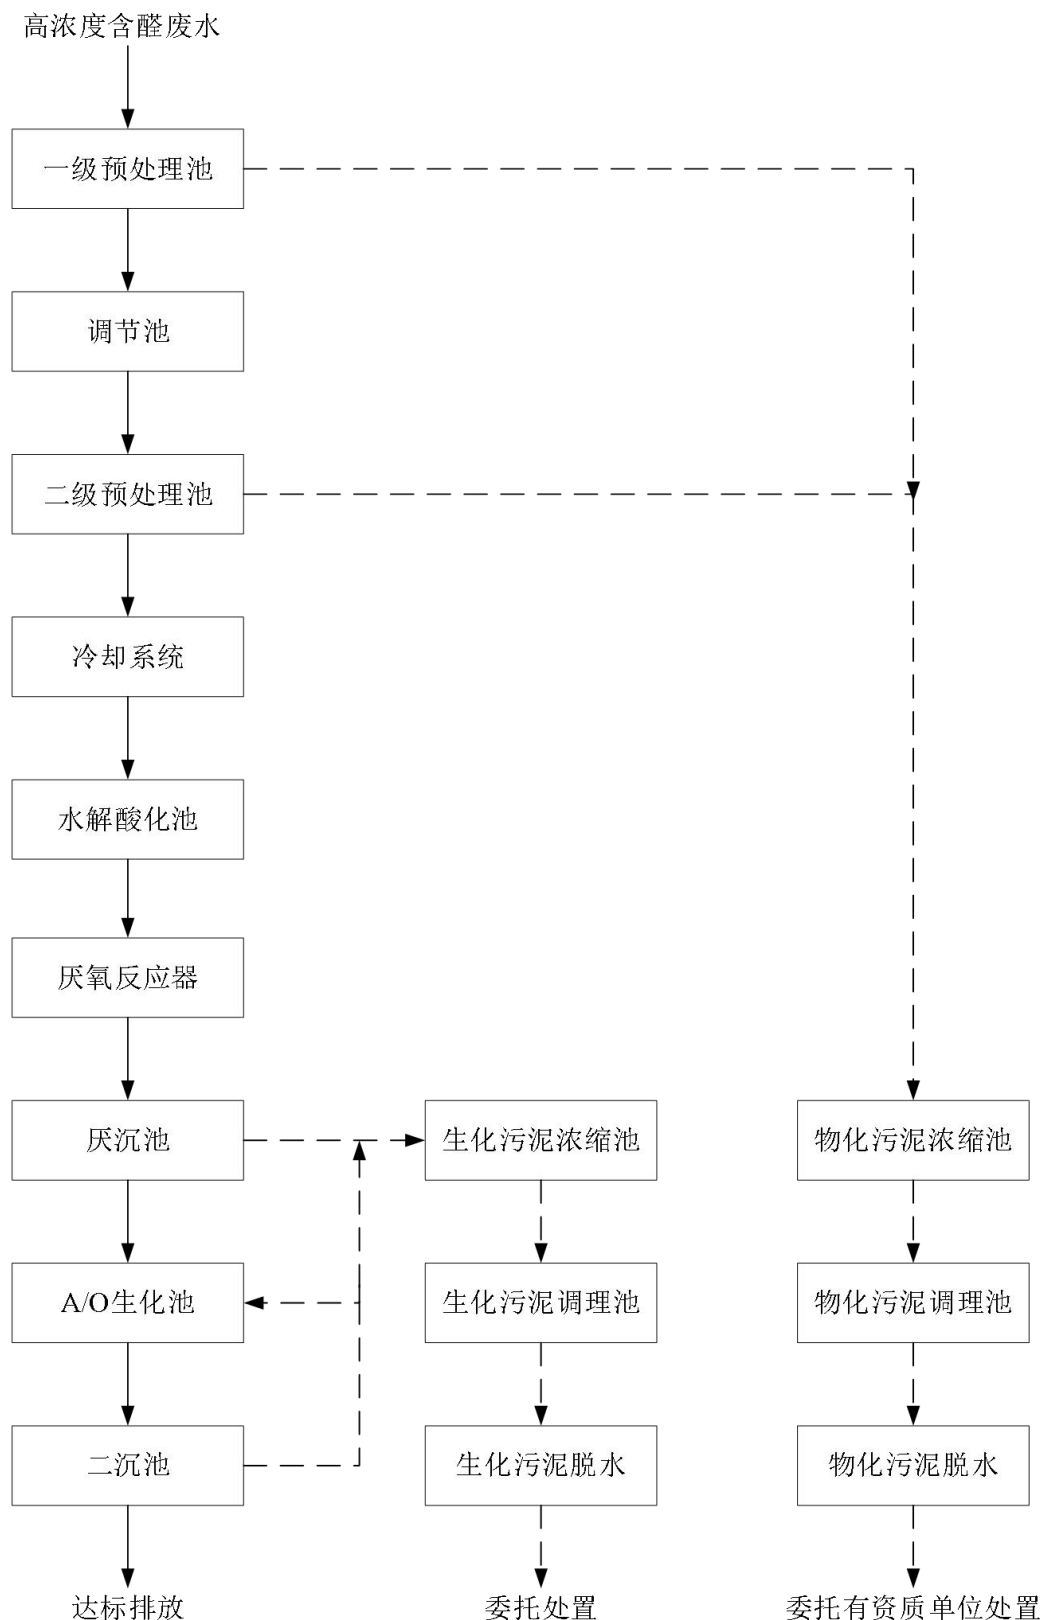 高浓度含醛废水
一级预处理池
调节池
二级预处理池
冷却系统
水解酸化池
厌氧反应器
厌沉池
生化污泥浓缩池
物化污泥浓缩池
A/O生化池
生化污泥调理池
物化污泥调理池
二沉池
生化污泥脱水
物化污泥脱水
达标排放
委托处置
委托有资质单位处置